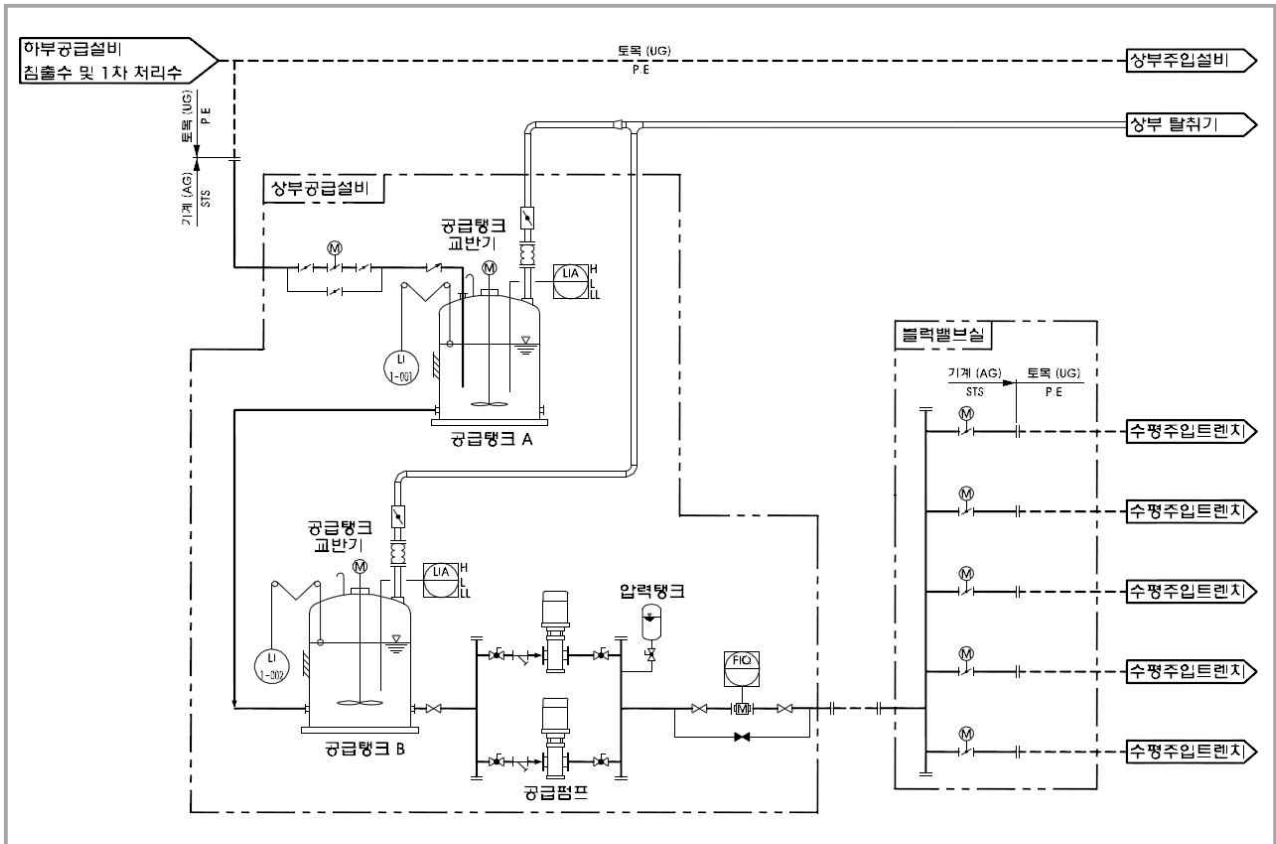 하부공급설비
침출수 및 1차 처리수
토목 (UG)
P.E
상부주입설비
상부 탈취기
토목 (UG)
P.E
기계 (AG)
STS
상부공급설비
공급탱크
교반기
M
M
LIA
H
L
LL
LI
1-001
공급탱크 A
블럭밸브실
기계 (AG)
STS
토목 (UG)
P.E
M
수평주입트렌치
M
수평주입트렌치
M
수평주입트렌치
M
수평주입트렌치
M
수평주입트렌치
공급탱크
교반기
M
LIA
H
L
LL
LI
1-002
공급탱크 B
압력탱크
FIQ
M
공급펌프